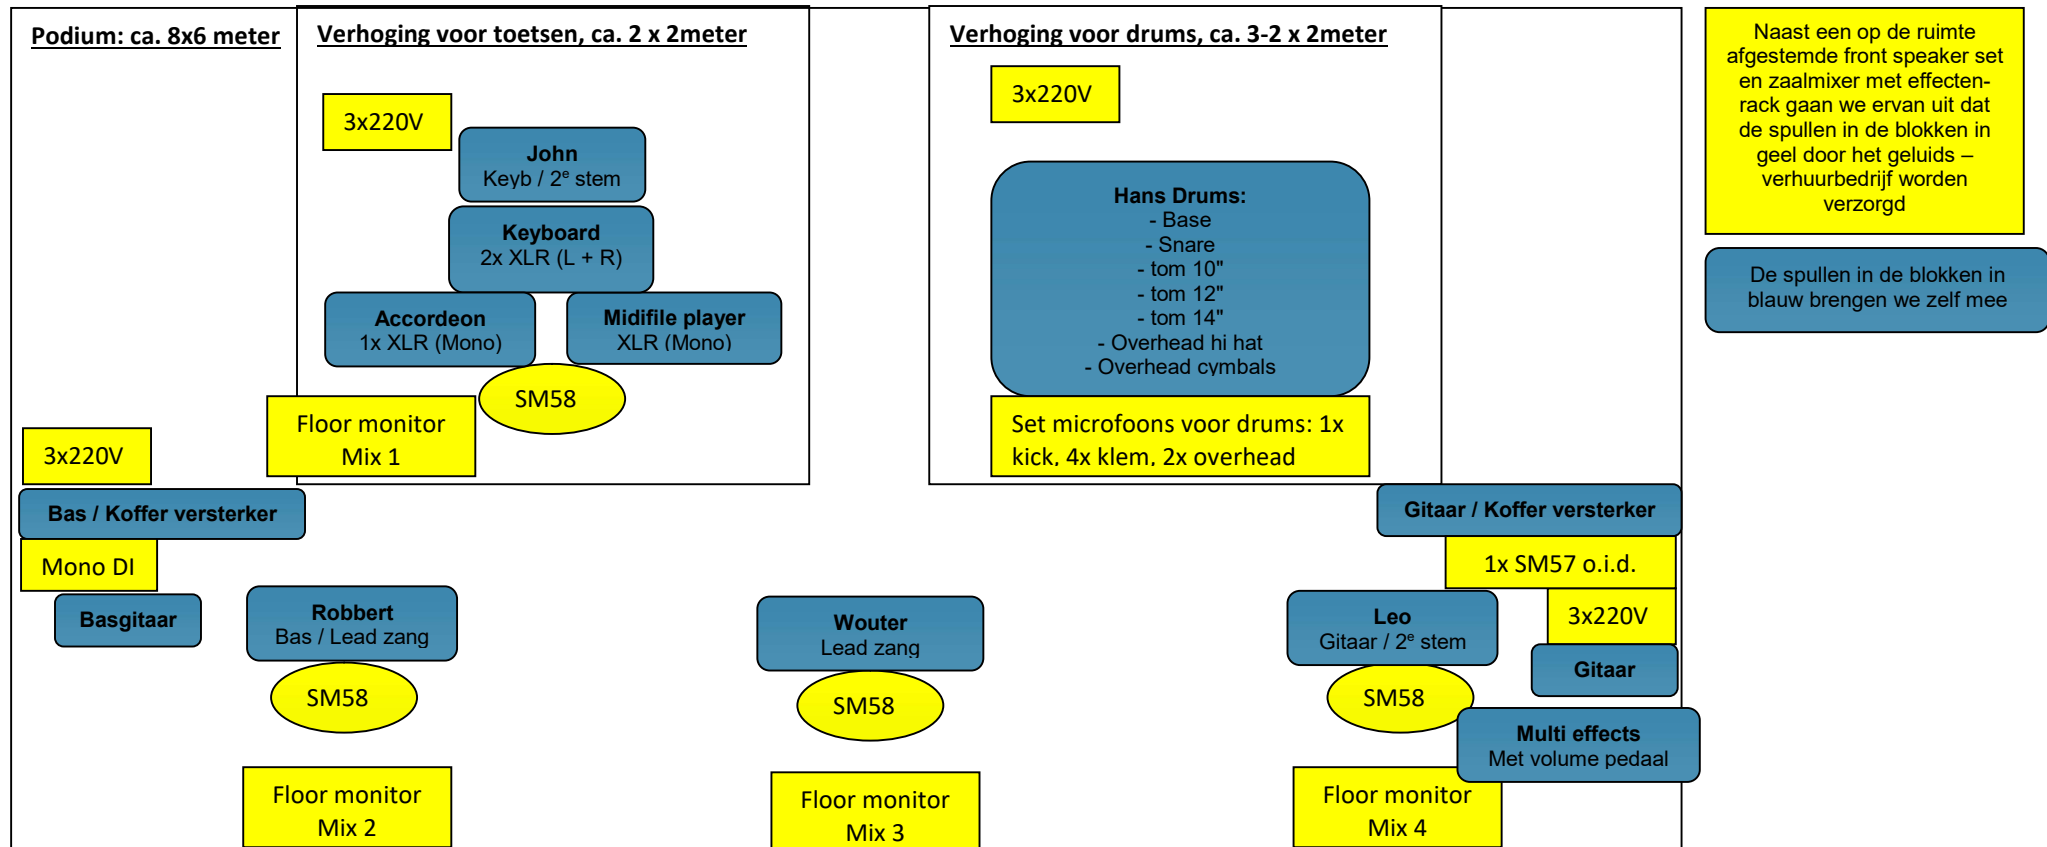 Podium: ca. 8x6 meter
Verhoging voor toetsen, ca. 2 x 2meter
Verhoging voor drums, ca. 3-2 x 2meter
Naast een op de ruimte
afgestemde front speaker set
en zaalmixer met effecten-
rack gaan we ervan uit dat
de spullen in de blokken in
geel door het geluids –
verhuurbedrijf worden
verzorgd
De spullen in de blokken in
blauw brengen we zelf mee
3x220V
John
Keyb / 2e stem
Keyboard
2x XLR (L + R)
Accordeon
1x XLR (Mono)
Midifile player
XLR (Mono)
SM58
Floor monitor
Mix 1
3x220V
Hans Drums:
- Base
- Snare
- tom 10"
- tom 12"
- tom 14"
- Overhead hi hat
- Overhead cymbals
Set microfoons voor drums: 1x
kick, 4x klem, 2x overhead
3x220V
Bas / Koffer versterker
Mono DI
Basgitaar
Robbert
Bas / Lead zang
SM58
Floor monitor
Mix 2
Wouter
Lead zang
SM58
Floor monitor
Mix 3
Gitaar / Koffer versterker
1x SM57 o.i.d.
3x220V
Leo
Gitaar / 2e stem
Gitaar
SM58
Multi effects
Met volume pedaal
Floor monitor
Mix 4